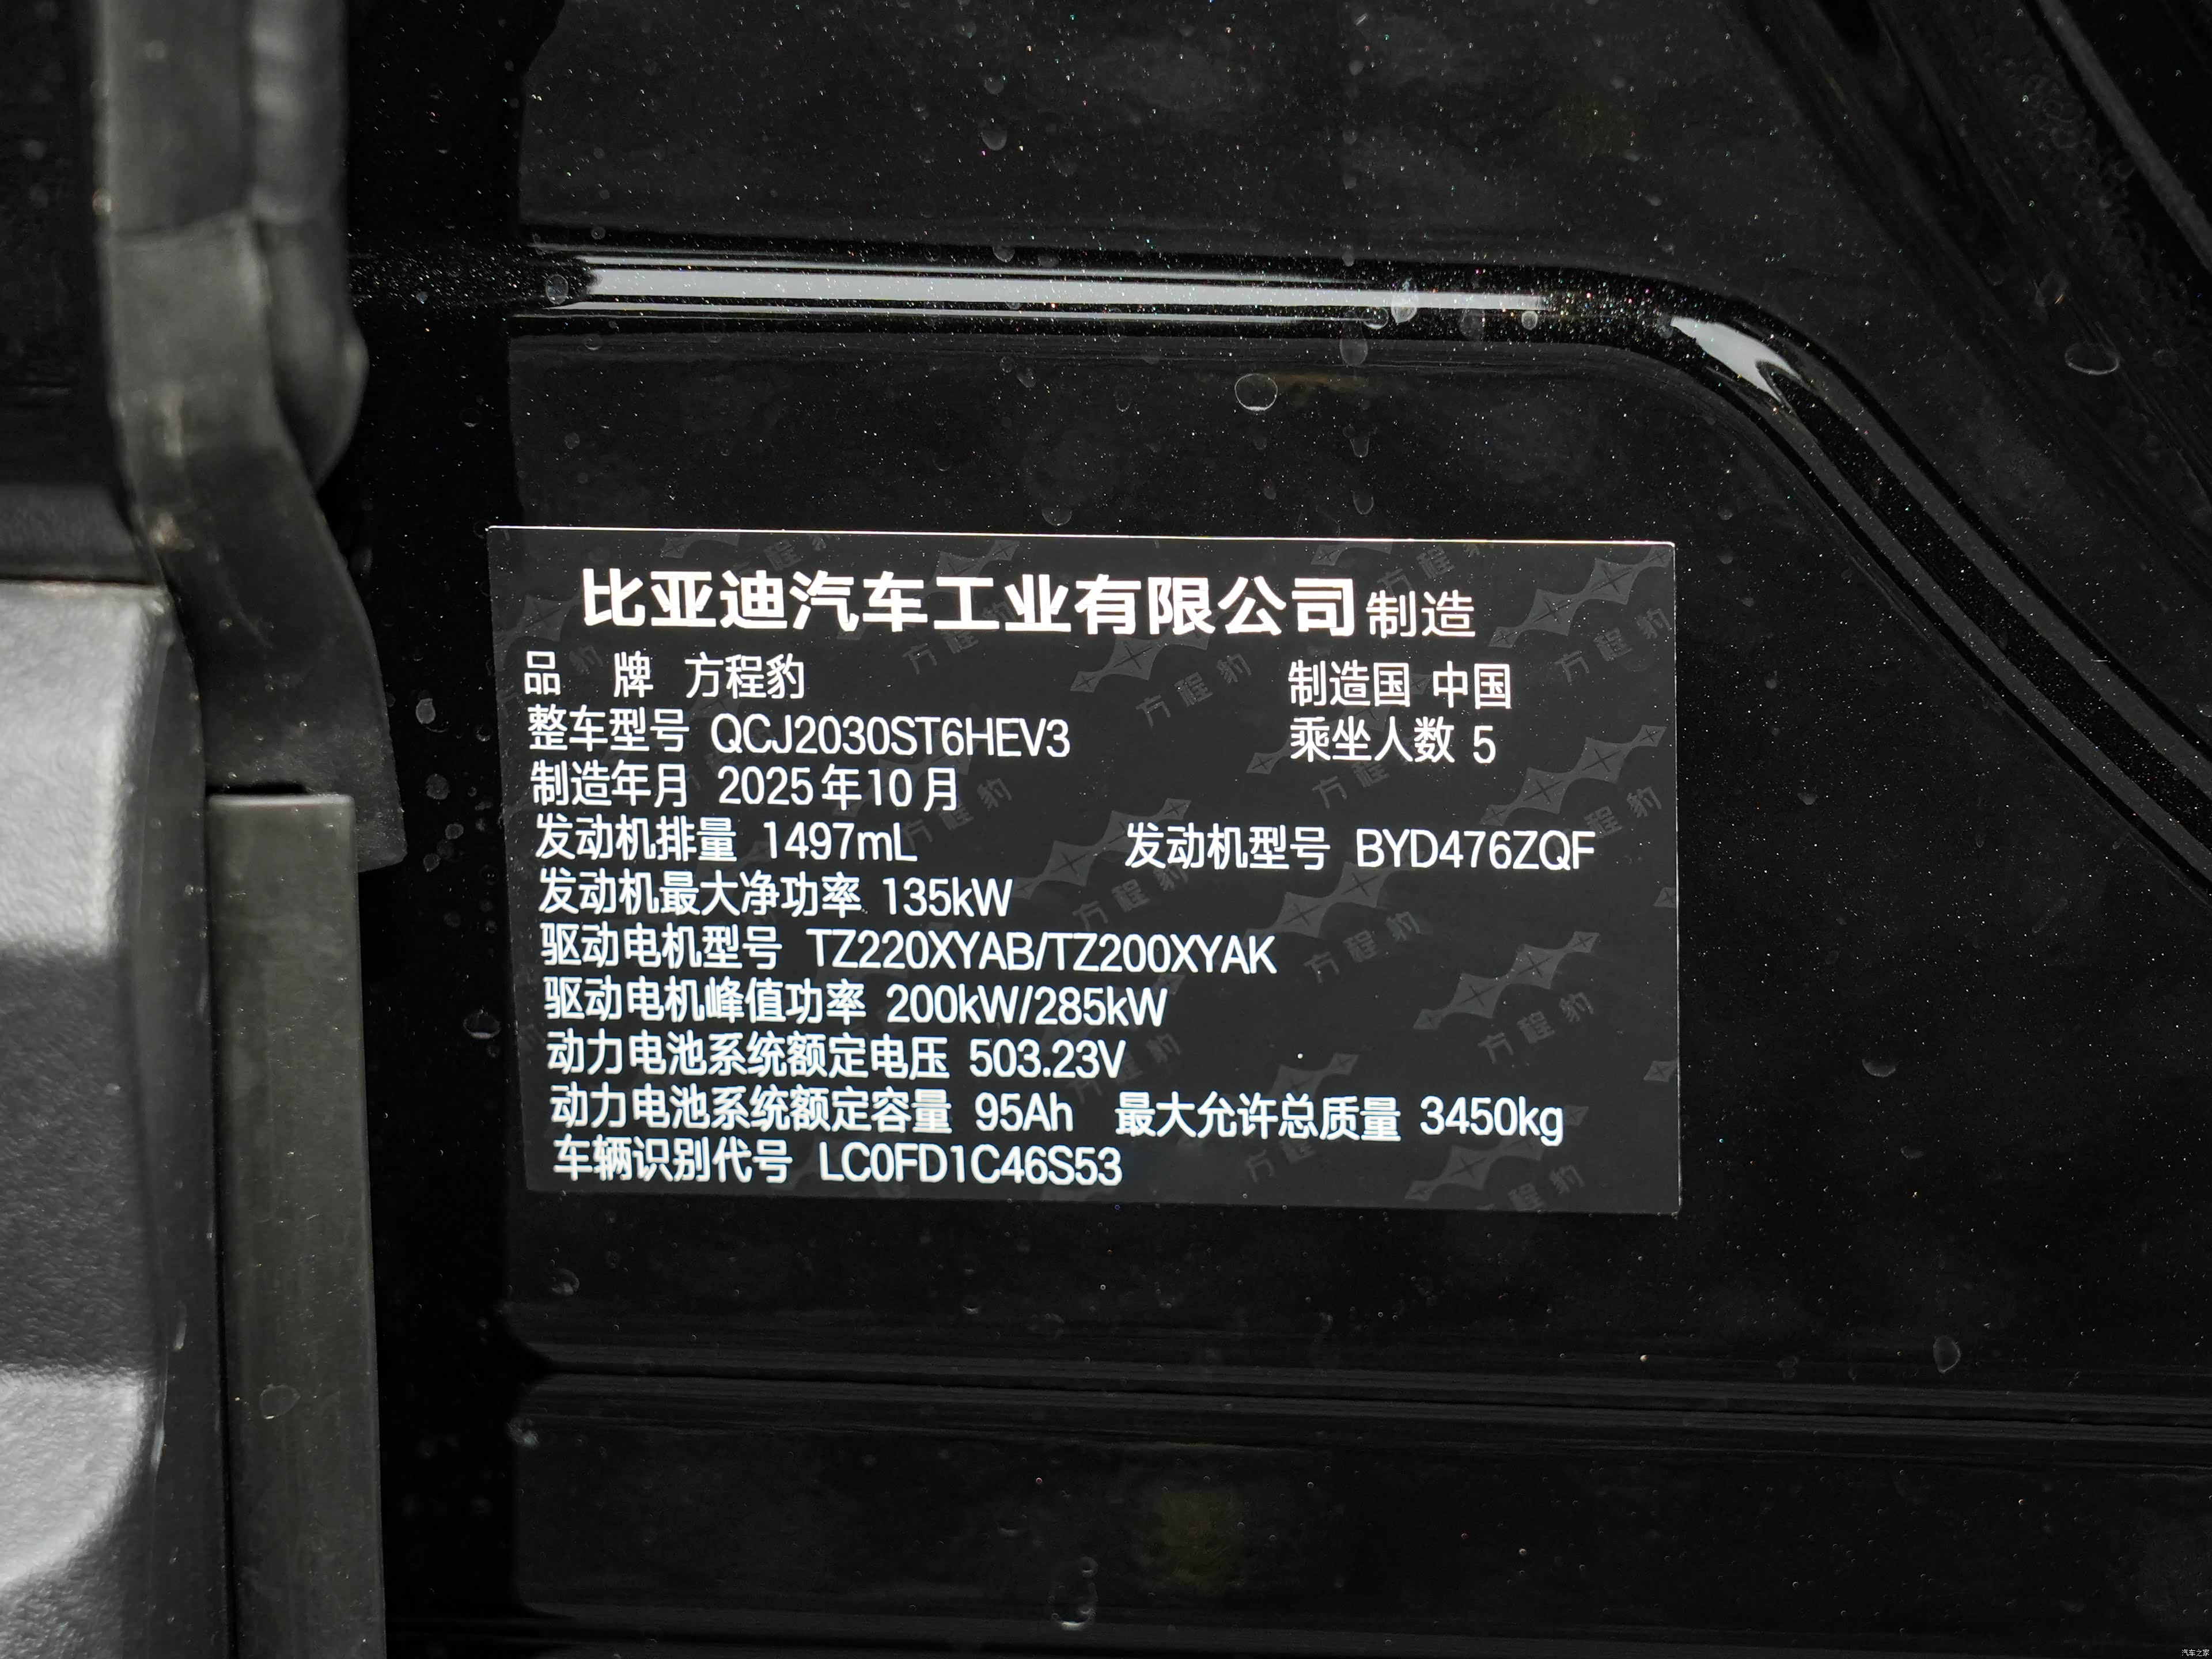 比亚迪汽车工业有限公司制造
品 牌 方程豹 制造国 中国
整车型号 QCJ2030ST6HEV3 乘坐人数 5
制造年月 2025年10月
发动机排量 1497mL 发动机型号 BYD476ZQF
发动机最大净功率 135kW
驱动电机型号 TZ220XYAB/TZ200XYAK
驱动电机峰值功率 200kW/285kW
动力电池系统额定电压 503.23V
动力电池系统额定容量 95Ah 最大允许总质量 3450kg
车辆识别代号 LC0FD1C46S53
汽车之家